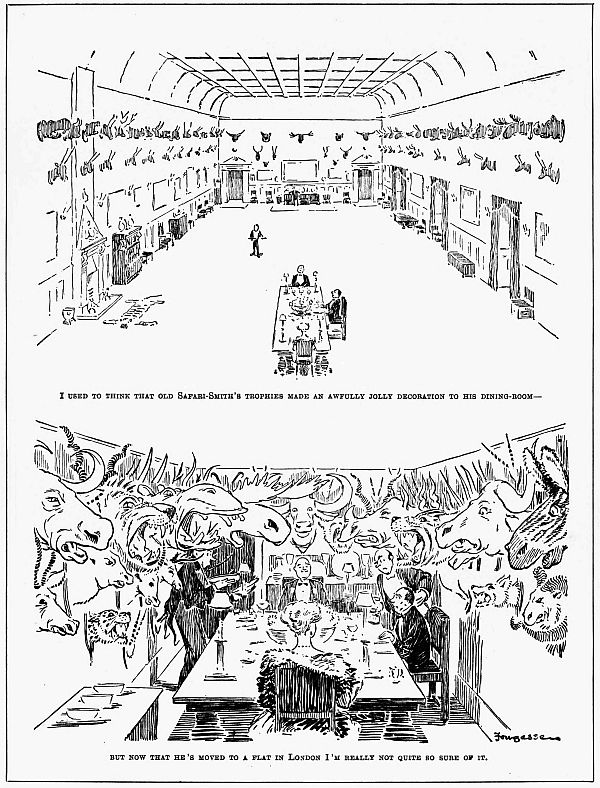 I USED TO THINK THAT OLD SAFARI-SMITH'S TROPHIES MADE AN AWFULLY JOLLY DECORATION TO HIS DINING-ROOM—
Fougasse
BUT NOW THAT HE'S MOVED TO A FLAT IN LONDON I'M REALLY NOT QUITE SO SURE OF IT.